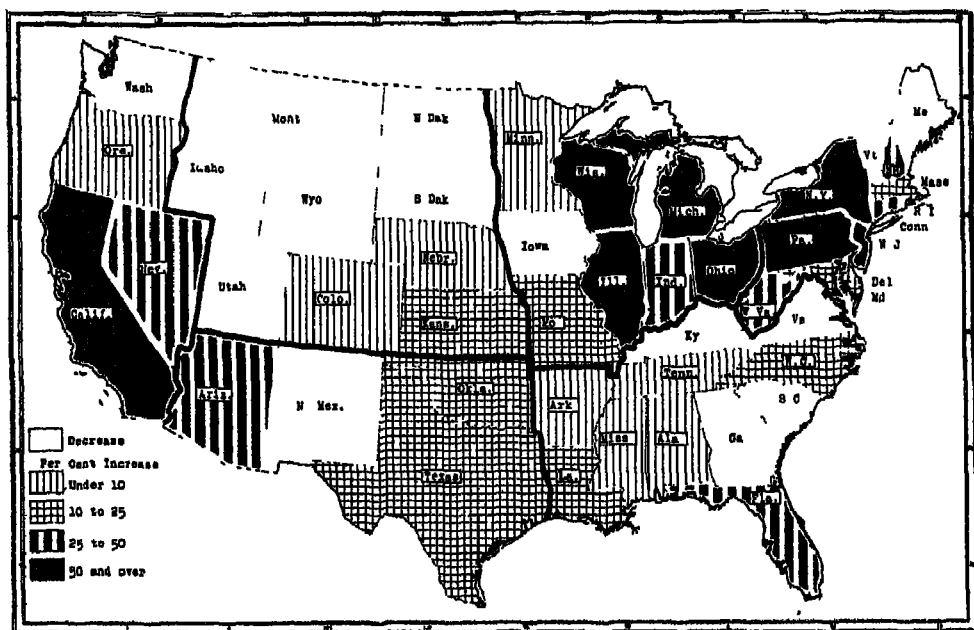 Wash
Mont
N Dak
Minn.
Me
Ore.
Idaho
Vt
NH
Wis.
Mass
Wyo
S Dak
Mich.
N.Y.
R I
Conn
Iowa
Pa.
N J
Nev.
Nebr.
Utah
Ill.
Ind.
Ohio
Del
Md
Colo.
Calif.
Kans.
Mo
W Va
Va
Ky
N.C.
Ariz.
N Mex.
Okla.
Ark
Tenn.
S C
Miss
Ala
Ga
Texas
La.
Fla.
Decrease
Per Cent Increase
Under 10
10 to 25
25 to 50
50 and over